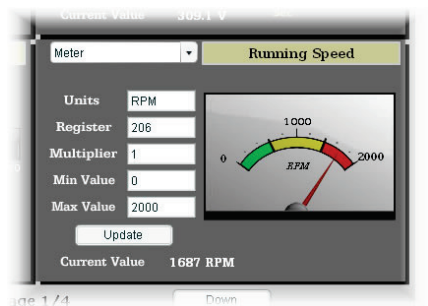 Current Value 309.1 V
Meter
Running Speed
Units RPM
Register 206
Multiplier 1
Min Value 0
Max Value 2000
Update
Current Value 1687 RPM
0 1000 2000
RPM
age 1/4
Down